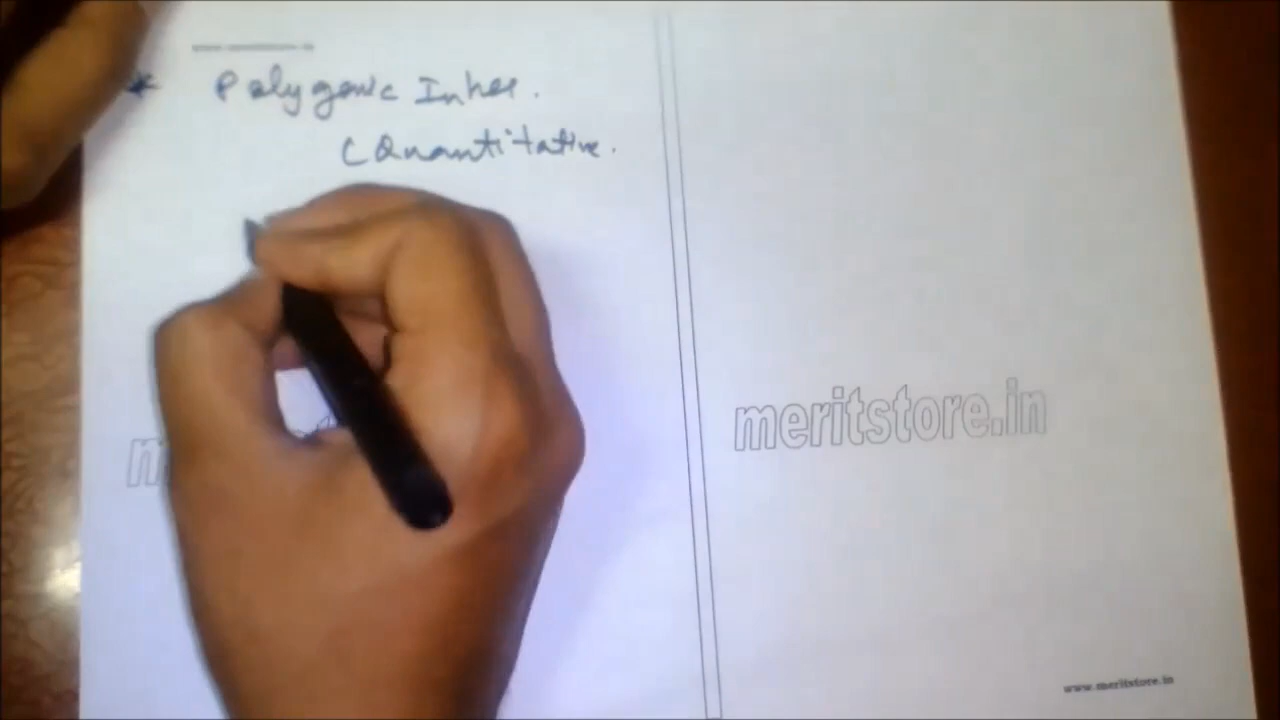 * Polygenic Inher.
(Quantitative.
meritstore.in
www.meritstore.in